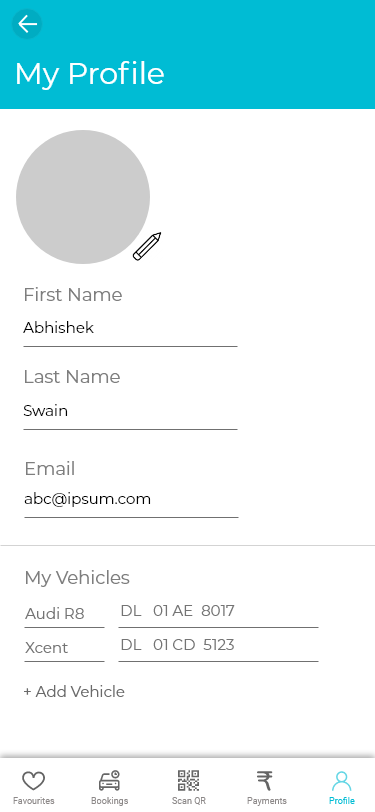 My Profile
First Name
Abhishek
Last Name
Swain
Email
abc@ipsum.com
My Vehicles
Audi R8 DL 01 AE 8017
Xcent DL 01 CD 5123
+ Add Vehicle
Favourites Bookings Scan QR Payments Profile